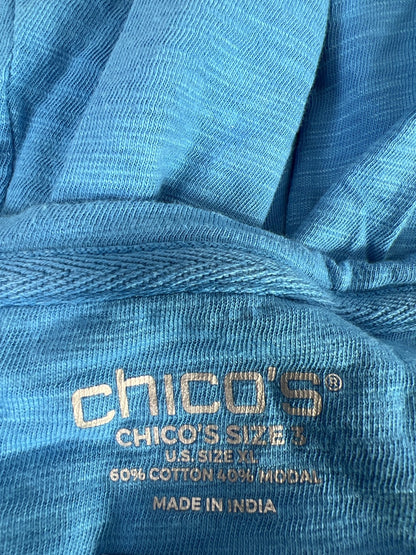 chico's®
CHICO'S SIZE 3
U.S. SIZE XL
60% COTTON 40% MODAL
MADE IN INDIA